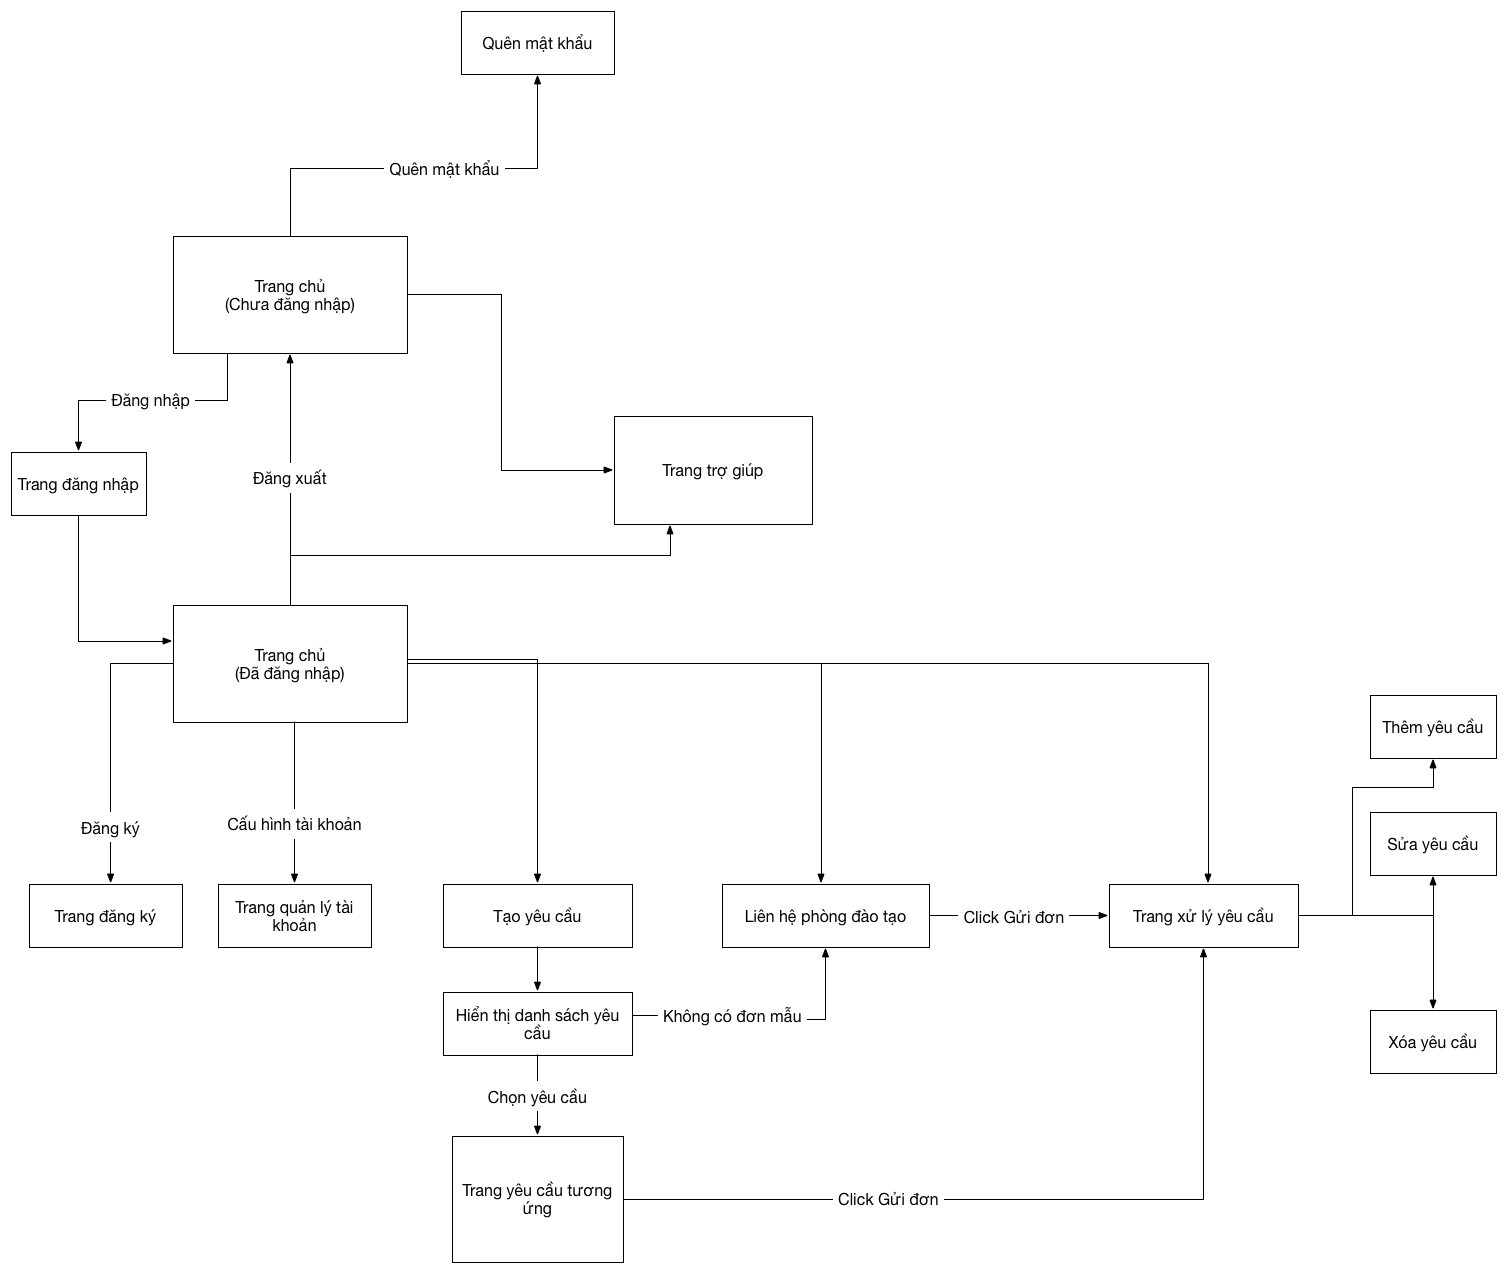 Quên mật khẩu
Quên mật khẩu
Trang chủ
(Chưa đăng nhập)
Đăng nhập
Trang đăng nhập
Đăng xuất
Trang trợ giúp
Trang chủ
(Đã đăng nhập)
Thêm yêu cầu
Đăng ký
Cấu hình tài khoản
Sửa yêu cầu
Trang đăng ký
Trang quản lý tài
khoản
Tạo yêu cầu
Liên hệ phòng đào tạo
Click Gửi đơn
Trang xử lý yêu cầu
Hiển thị danh sách yêu
cầu
Không có đơn mẫu
Xóa yêu cầu
Chọn yêu cầu
Trang yêu cầu tương
ứng
Click Gửi đơn